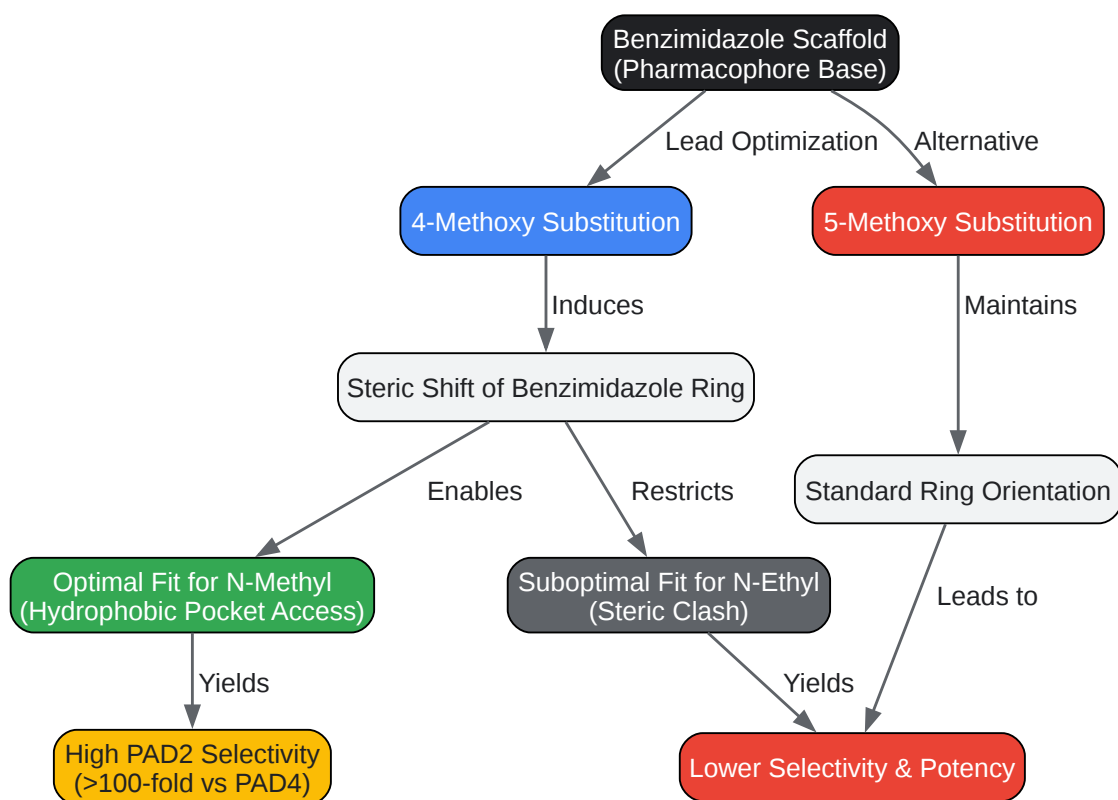 Benzimidazole Scaffold
(Pharmacophore Base)
Lead Optimization
Alternative
4-Methoxy Substitution
5-Methoxy Substitution
Induces
Maintains
Steric Shift of Benzimidazole Ring
Enables
Restricts
Standard Ring Orientation
Optimal Fit for N-Methyl
(Hydrophobic Pocket Access)
Suboptimal Fit for N-Ethyl
(Steric Clash)
Leads to
Yields
Yields
High PAD2 Selectivity
(>100-fold vs PAD4)
Lower Selectivity & Potency